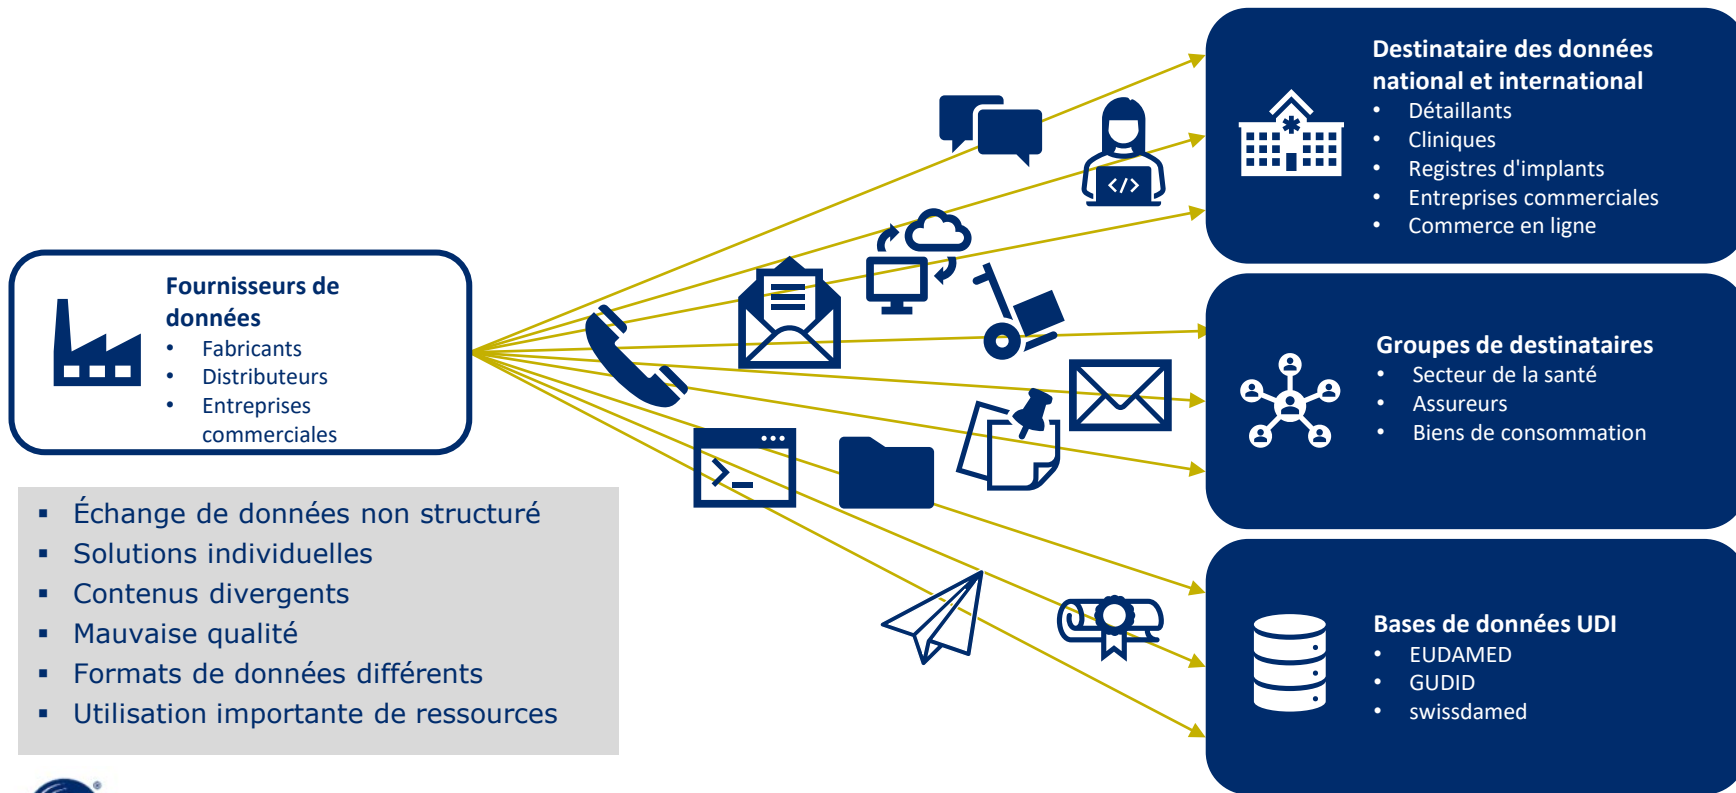 Fournisseurs de
données
• Fabricants
• Distributeurs
• Entreprises
commerciales
▪ Échange de données non structuré
▪ Solutions individuelles
▪ Contenus divergents
▪ Mauvaise qualité
▪ Formats de données différents
▪ Utilisation importante de ressources
</>
>_
Destinataire des données
national et international
• Détaillants
• Cliniques
• Registres d'implants
• Entreprises commerciales
• Commerce en ligne
Groupes de destinataires
• Secteur de la santé
• Assureurs
• Biens de consommation
Bases de données UDI
• EUDAMED
• GUDID
• swissdamed
®